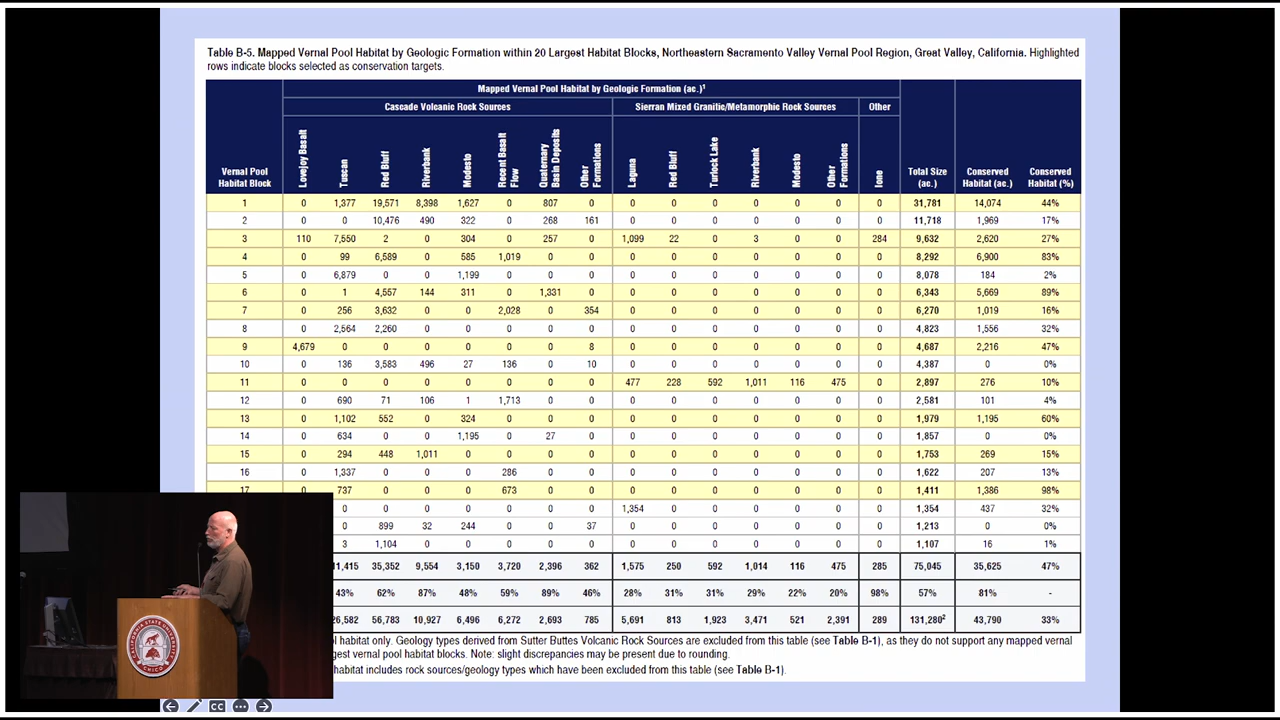 Table B-5. Mapped Vernal Pool Habitat by Geologic Formation within 20 Largest Habitat Blocks, Northeastern Sacramento Valley Vernal Pool Region, Great Valley, California. Highlighted
rows indicate blocks selected as conservation targets.
Mapped Vernal Pool Habitat by Geologic Formation (ac.)¹
Cascade Volcanic Rock Sources Sierran Mixed Granitic/Metamorphic Rock Sources Other
Vernal Pool Habitat Block Lovejoy Basalt Tuscan Red Bluff Riverbank Modesto Recent Basalt Flow Quaternary Basin Deposits Other Formations Laguna Red Bluff Turlock Lake Riverbank Modesto Other Formations Ione Total Size (ac.) Conserved Habitat (ac.) Conserved Habitat (%)
1 0 1,377 19,571 8,398 1,627 0 807 0 0 0 0 0 0 0 0 31,781 14,074 44%
2 0 0 10,476 490 322 0 268 161 0 0 0 0 0 0 0 11,718 1,969 17%
3 110 7,550 2 0 304 0 257 0 1,099 22 0 3 0 0 284 9,632 2,620 27%
4 0 99 6,589 0 585 1,019 0 0 0 0 0 0 0 0 0 8,292 6,900 83%
5 0 6,879 0 0 1,199 0 0 0 0 0 0 0 0 0 0 8,078 184 2%
6 0 1 4,557 144 311 0 1,331 0 0 0 0 0 0 0 0 6,343 5,669 89%
7 0 256 3,632 0 0 2,028 0 354 0 0 0 0 0 0 0 6,270 1,019 16%
8 0 2,564 2,260 0 0 0 0 0 0 0 0 0 0 0 0 4,823 1,556 32%
9 4,679 0 0 0 0 0 0 8 0 0 0 0 0 0 0 4,687 2,216 47%
10 0 136 3,583 496 27 136 0 10 0 0 0 0 0 0 0 4,387 0 0%
11 0 0 0 0 0 0 0 0 477 228 592 1,011 116 475 0 2,897 276 10%
12 0 690 71 106 1 1,713 0 0 0 0 0 0 0 0 0 2,581 101 4%
13 0 1,102 552 0 324 0 0 0 0 0 0 0 0 0 0 1,979 1,195 60%
14 0 634 0 0 1,195 0 27 0 0 0 0 0 0 0 0 1,857 0 0%
15 0 294 448 1,011 0 0 0 0 0 0 0 0 0 0 0 1,753 269 15%
16 0 1,337 0 0 0 286 0 0 0 0 0 0 0 0 0 1,622 207 13%
17 0 737 0 0 0 673 0 0 0 0 0 0 0 0 0 1,411 1,386 98%
0 0 0 0 0 0 0 1,354 0 0 0 0 0 0 1,354 437 32%
0 899 32 244 0 0 37 0 0 0 0 0 0 0 1,213 0 0%
3 1,104 0 0 0 0 0 0 0 0 0 0 0 0 1,107 16 1%
11,415 35,352 9,554 3,150 3,720 2,396 362 1,575 250 592 1,014 116 475 285 75,045 35,625 47%
43% 62% 87% 48% 59% 89% 46% 28% 31% 31% 29% 22% 20% 98% 57% 81% -
26,582 56,783 10,927 6,496 6,272 2,693 785 5,691 813 1,923 3,471 521 2,391 289 131,280² 43,790 33%
habitat only. Geology types derived from Sutter Buttes Volcanic Rock Sources are excluded from this table (see Table B-1), as they do not support any mapped vernal
vernal pool habitat blocks. Note: slight discrepancies may be present due to rounding.
habitat includes rock sources/geology types which have been excluded from this table (see Table B-1).
CALIFORNIA STATE UNIVERSITY
CHICO
CC